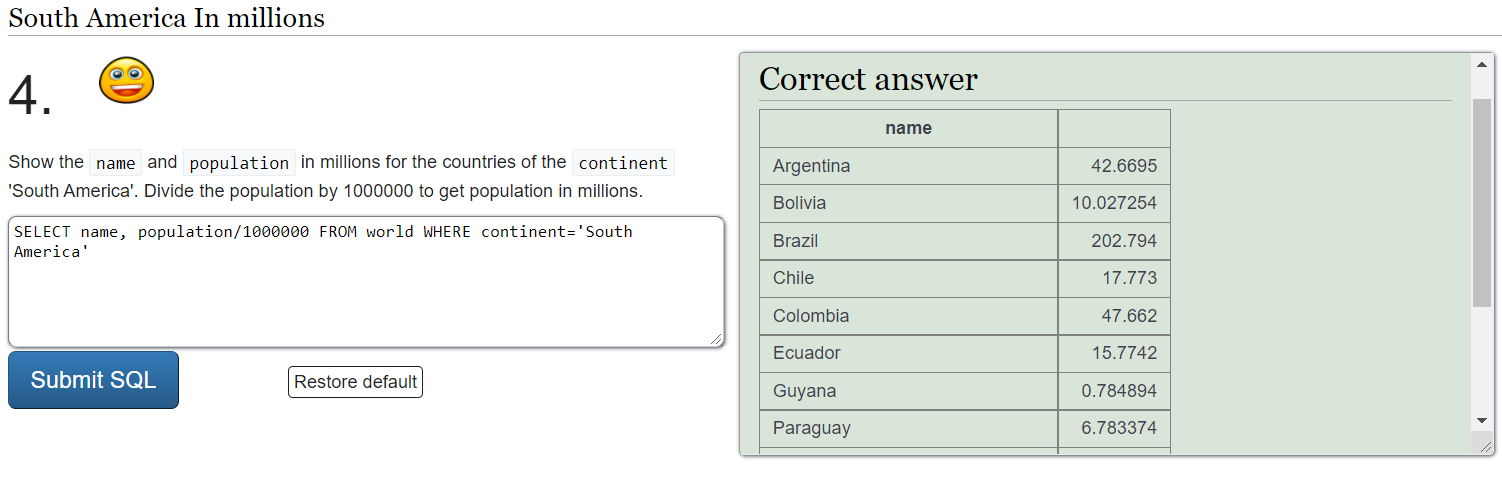 South America In millions
4.
Show the name and population in millions for the countries of the continent
'South America'. Divide the population by 1000000 to get population in millions.
SELECT name, population/1000000 FROM world WHERE continent='South
America'
Submit SQL
Restore default
Correct answer
name
Argentina 42.6695
Bolivia 10.027254
Brazil 202.794
Chile 17.773
Colombia 47.662
Ecuador 15.7742
Guyana 0.784894
Paraguay 6.783374